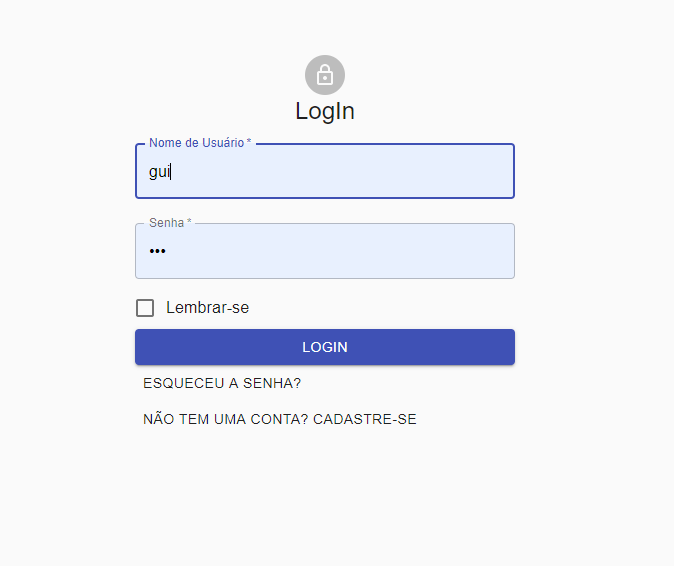 LogIn
Nome de Usuário *
gui
Senha *
•••
Lembrar-se
LOGIN
ESQUECEU A SENHA?
NÃO TEM UMA CONTA? CADASTRE-SE